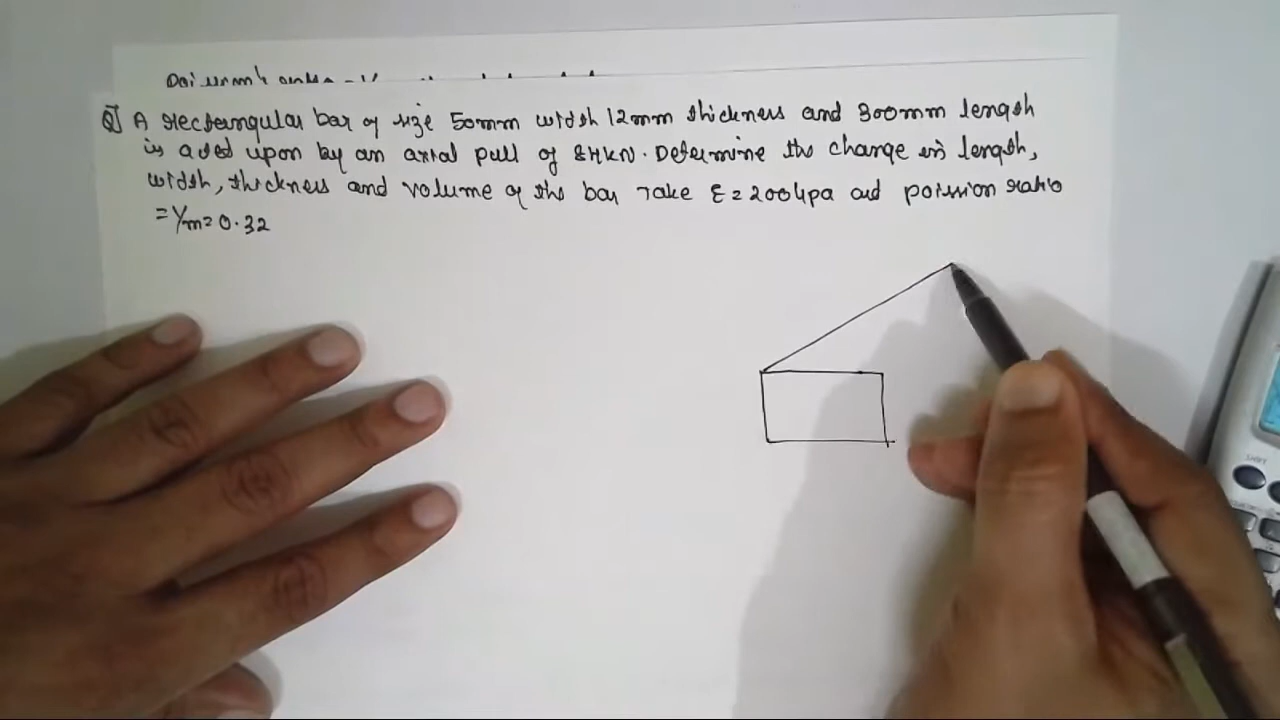 Q] A rectangular bar of size 50mm width 12mm thickness and 300mm length
is acted upon by an axial pull of 84KN. Determine the change in length,
width, thickness and volume of the bar Take E = 200Gpa and poission ratio
= 1/m = 0.32
SHIFT